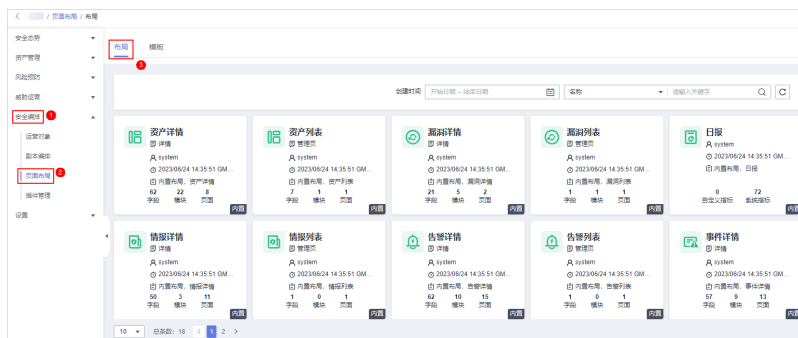 / 页面布局 / 布局
安全态势
资产管理
风险预防
威胁运营
安全编排 1
运营对象
剧本编排
页面布局 2
插件管理
设置
布局 模板
3
创建时间 开始日期 – 结束日期 名称 请输入关键字
资产详情
详情
system
2023/06/24 14:35:51 GM...
内置布局、资产详情
62 22 8
字段 模块 页面
内置
资产列表
管理页
system
2023/06/24 14:35:51 GM...
内置布局、资产列表
7 1 1
字段 模块 页面
内置
漏洞详情
详情
system
2023/06/24 14:35:51 GM...
内置布局、漏洞详情
21 5 2
字段 模块 页面
内置
漏洞列表
管理页
system
2023/06/24 14:35:51 GM...
内置布局、漏洞列表
1 1 1
字段 模块 页面
内置
日报
system
2023/06/24 14:35:51 GM...
内置布局、日报
0 72
自定义指标 系统指标
内置
情报详情
详情
system
2023/06/24 14:35:51 GM...
内置布局、情报详情
50 3 11
字段 模块 页面
内置
情报列表
管理页
system
2023/06/24 14:35:51 GM...
内置布局、情报列表
1 0 1
字段 模块 页面
内置
告警详情
详情
system
2023/06/24 14:35:51 GM...
内置布局、告警详情
62 10 15
字段 模块 页面
内置
告警列表
管理页
system
2023/06/24 14:35:51 GM...
内置布局、告警列表
1 0 1
字段 模块 页面
内置
事件详情
详情
system
2023/06/24 14:35:51 GM...
内置布局、事件详情
57 9 13
字段 模块 页面
内置
10 总条数: 18 < 1 2 >